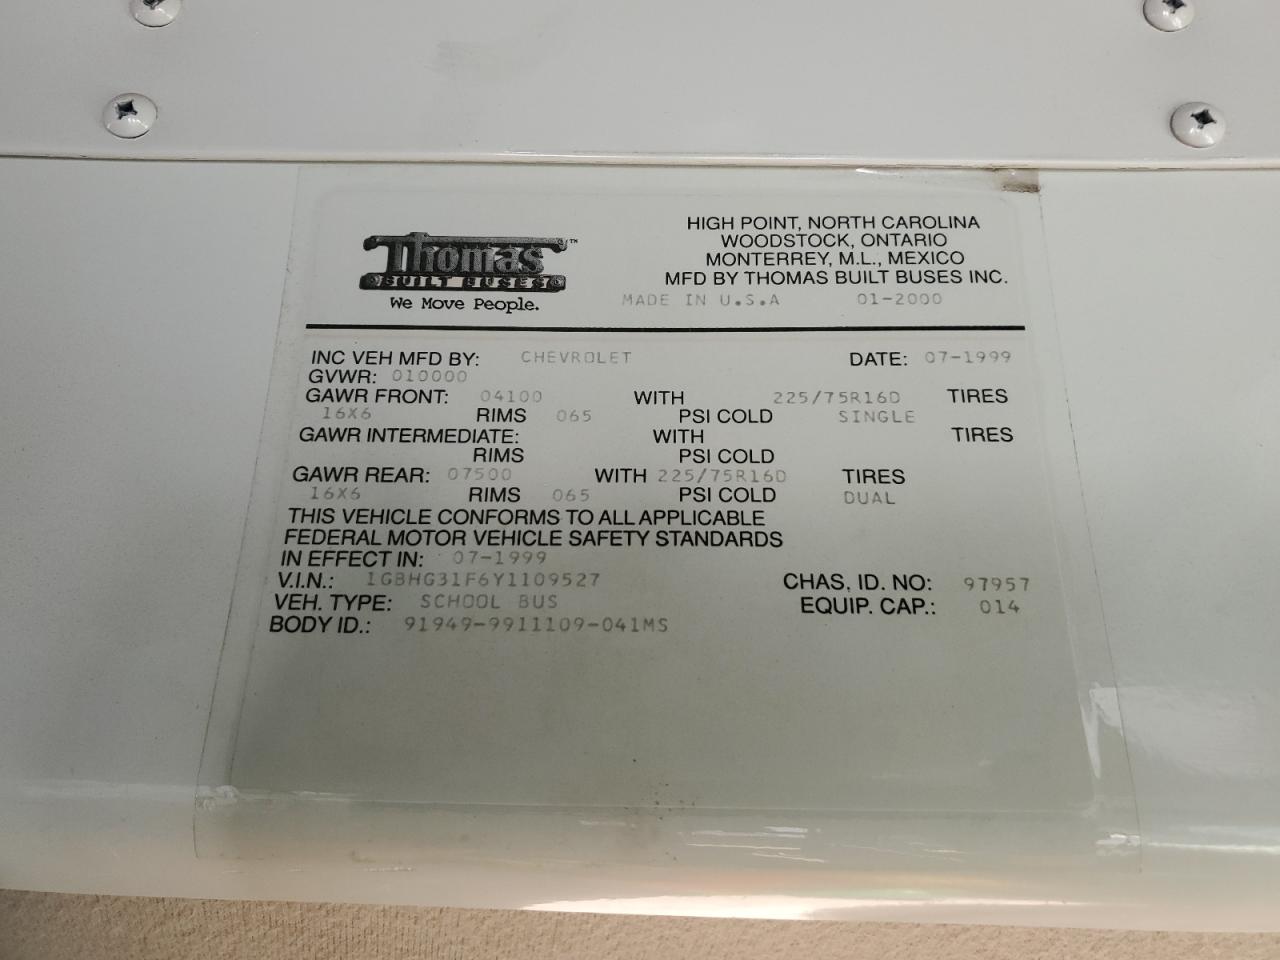 Thomas™
BUILT BUSES
We Move People.
HIGH POINT, NORTH CAROLINA
WOODSTOCK, ONTARIO
MONTERREY, M.L., MEXICO
MFD BY THOMAS BUILT BUSES INC.
MADE IN U.S.A 01-2000
INC VEH MFD BY: CHEVROLET DATE: 07-1999
GVWR: 010000
GAWR FRONT: 04100 WITH 225/75R16D TIRES
16X6 RIMS 065 PSI COLD SINGLE
GAWR INTERMEDIATE: WITH TIRES
RIMS PSI COLD
GAWR REAR: 07500 WITH 225/75R16D TIRES
16X6 RIMS 065 PSI COLD DUAL
THIS VEHICLE CONFORMS TO ALL APPLICABLE
FEDERAL MOTOR VEHICLE SAFETY STANDARDS
IN EFFECT IN: 07-1999
V.I.N.: 1GBHG31F6Y1109527 CHAS. ID. NO: 97957
VEH. TYPE: SCHOOL BUS EQUIP. CAP.: 014
BODY ID.: 91949-9911109-041MS